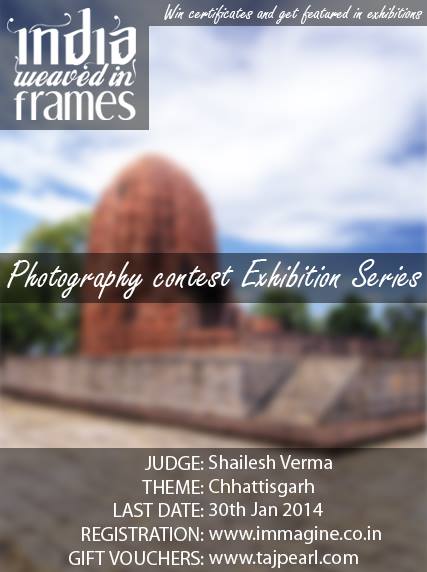 Win certificates and get featured in exhibitions
india
weaved in
frames
Photography contest Exhibition Series
JUDGE: Shailesh Verma
THEME: Chhattisgarh
LAST DATE: 30th Jan 2014
REGISTRATION: www.immagine.co.in
GIFT VOUCHERS: www.tajpearl.com